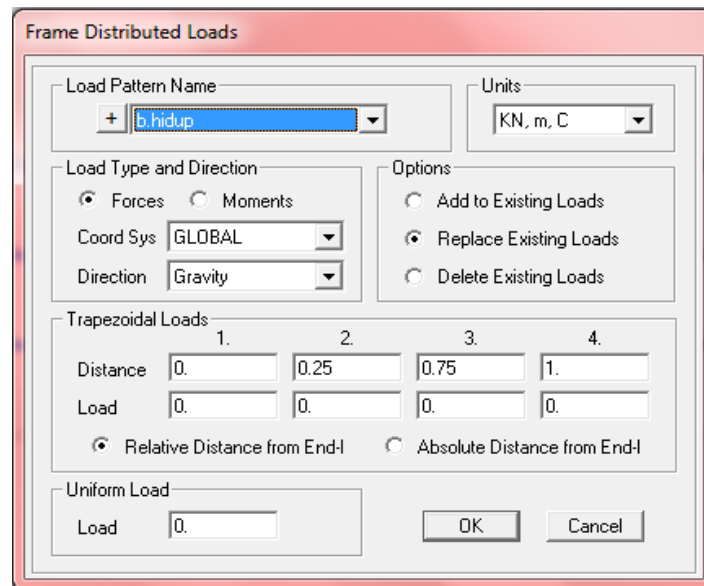 Frame Distributed Loads
Load Pattern Name
+ b.hidup
Units
KN, m, C
Load Type and Direction
Forces Moments
Coord Sys GLOBAL
Direction Gravity
Options
Add to Existing Loads
Replace Existing Loads
Delete Existing Loads
Trapezoidal Loads
1. 2. 3. 4.
Distance 0. 0.25 0.75 1.
Load 0. 0. 0. 0.
Relative Distance from End-I Absolute Distance from End-I
Uniform Load
Load 0.
OK Cancel